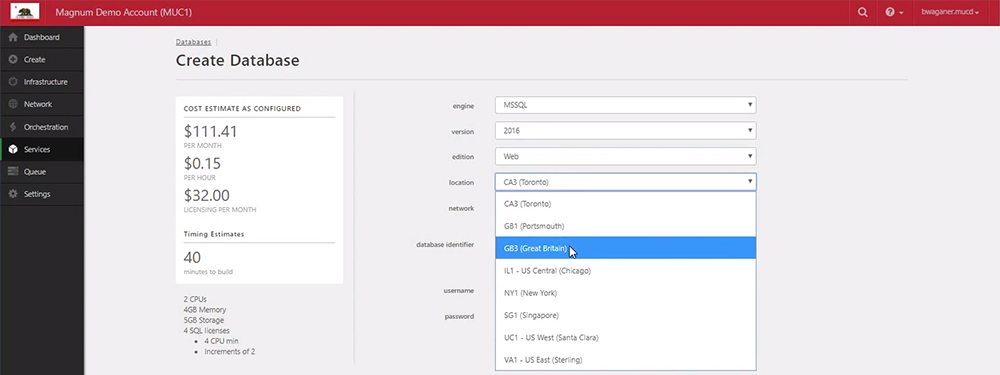 Magnum Demo Account (MUC1)
bwaganer.mucd
Dashboard
Create
Infrastructure
Network
Orchestration
Services
Queue
Settings
Databases |
Create Database
COST ESTIMATE AS CONFIGURED
$111.41
PER MONTH
$0.15
PER HOUR
$32.00
LICENSING PER MONTH
Timing Estimates
40
minutes to build
2 CPUs
4GB Memory
5GB Storage
4 SQL licenses
• 4 CPU min
• Increments of 2
engine MSSQL
version 2016
edition Web
location CA3 (Toronto)
network
database identifier
username
password
CA3 (Toronto)
GB1 (Portsmouth)
GB3 (Great Britain)
IL1 - US Central (Chicago)
NY1 (New York)
SG1 (Singapore)
UC1 - US West (Santa Clara)
VA1 - US East (Sterling)